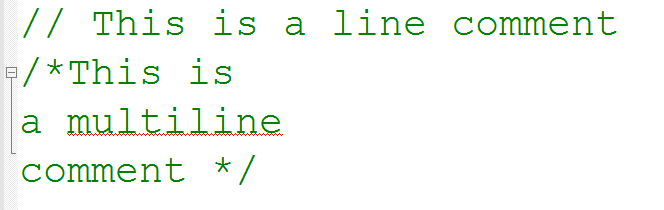 // This is a line comment
/*This is
a multiline
comment */